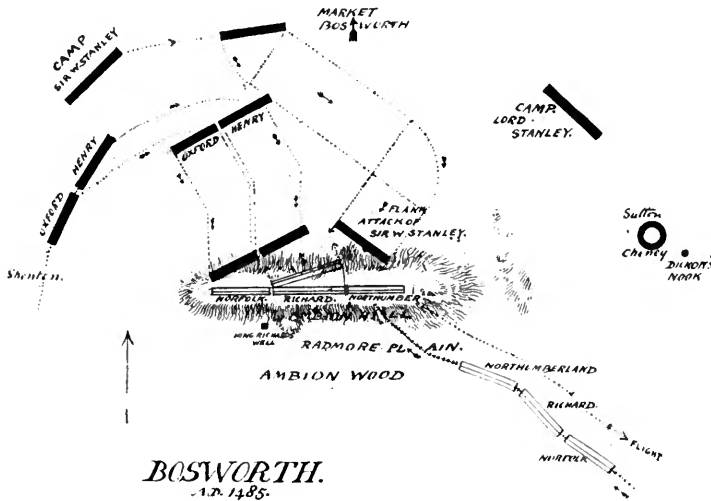 MARKET
BOSWORTH
CAMP
SIR W. STANLEY
CAMP
LORD
STANLEY.
OXFORD HENRY
OXFORD HENRY
Sutton
Cheney
DICKON'S
NOOK
FLANK
ATTACK OF
SIR W. STANLEY.
Shenton.
NORFOLK. RICHARD. NORTHUMBER
AMBION HILL
KING RICHARD'S
WELL
RADMORE PLAIN.
AMBION WOOD
NORTHUMBERLAND
RICHARD.
NORFOLK
FLIGHT
BOSWORTH.
A.D. 1485.